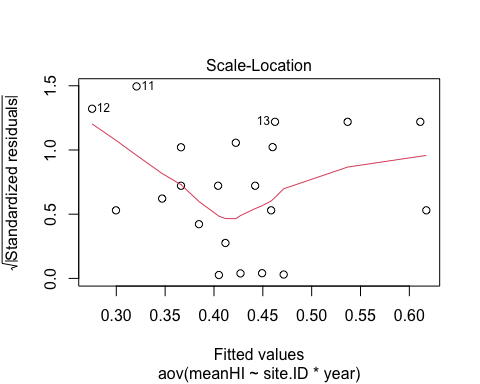 Scale-Location
√|Standardized residuals|
1.5
1.0
0.5
0.0
11
12
13
0.30 0.35 0.40 0.45 0.50 0.55 0.60
Fitted values
aov(meanHI ~ site.ID * year)